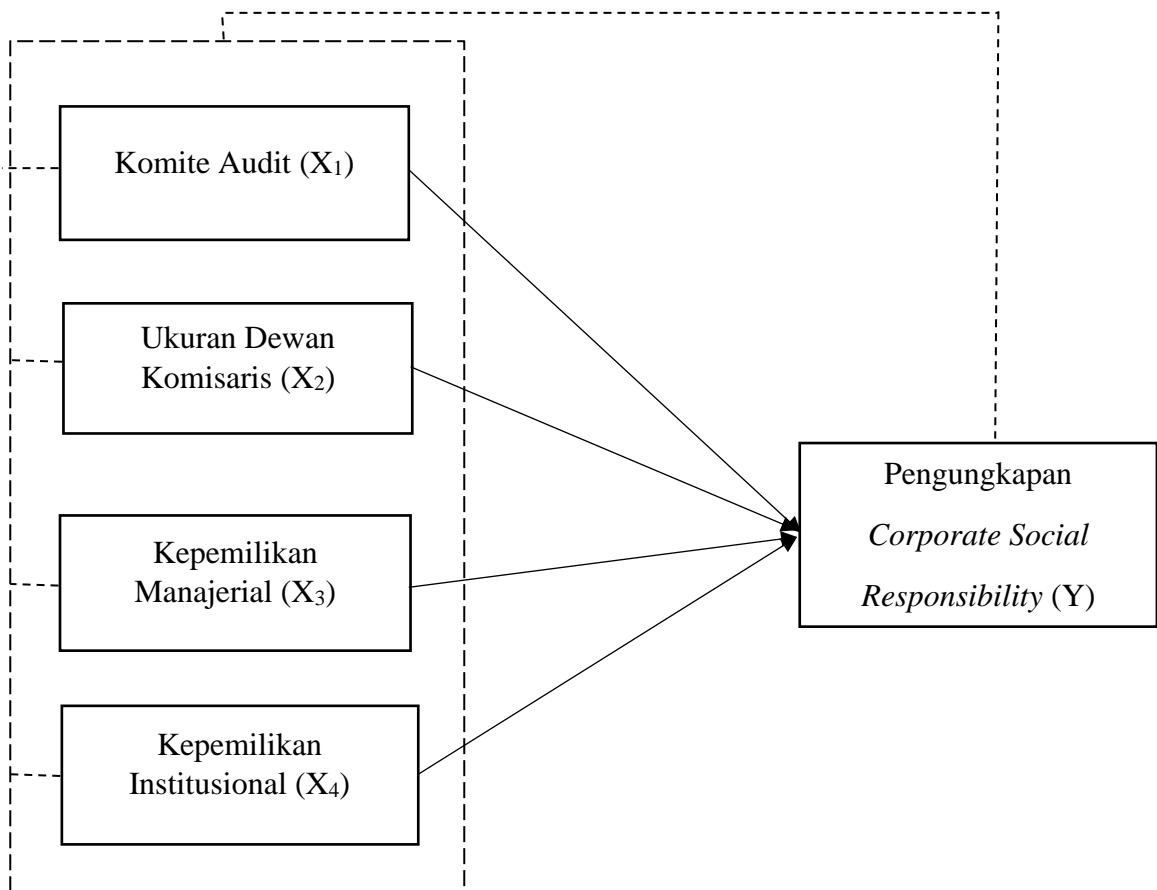 Komite Audit (X₁)
Ukuran Dewan
Komisaris (X₂)
Kepemilikan
Manajerial (X₃)
Kepemilikan
Institusional (X₄)
Pengungkapan
Corporate Social
Responsibility (Y)